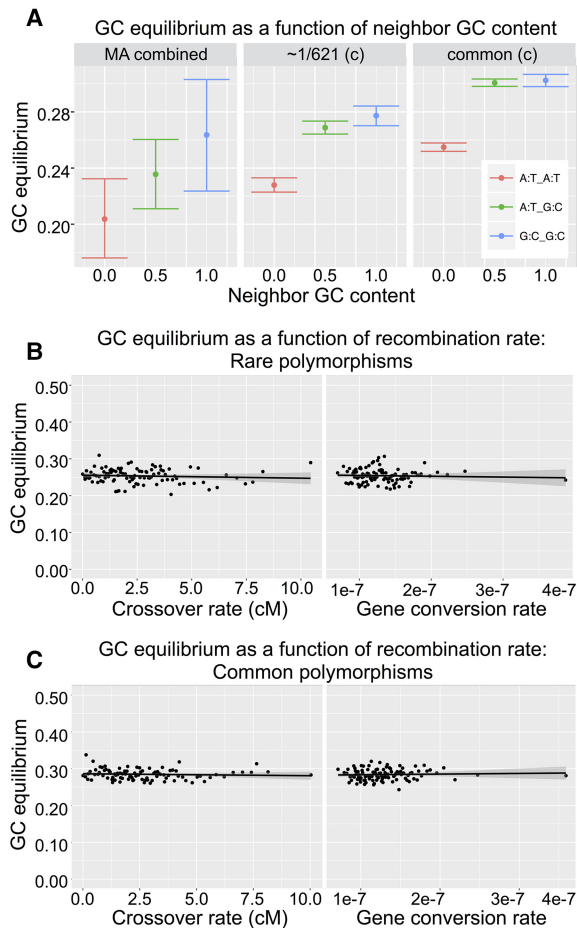 A
GC equilibrium as a function of neighbor GC content
MA combined
~1/621 (c)
common (c)
GC equilibrium
0.28
0.24
0.20
A:T_A:T
A:T_G:C
G:C_G:C
0.0 0.5 1.0 0.0 0.5 1.0 0.0 0.5 1.0
Neighbor GC content
B
GC equilibrium as a function of recombination rate:
Rare polymorphisms
GC equilibrium
0.50
0.40
0.30
0.20
0.10
0.00
0.0 2.5 5.0 7.5 10.0 1e-7 2e-7 3e-7 4e-7
Crossover rate (cM) Gene conversion rate
C
GC equilibrium as a function of recombination rate:
Common polymorphisms
GC equilibrium
0.50
0.40
0.30
0.20
0.10
0.00
0.0 2.5 5.0 7.5 10.0 1e-7 2e-7 3e-7 4e-7
Crossover rate (cM) Gene conversion rate